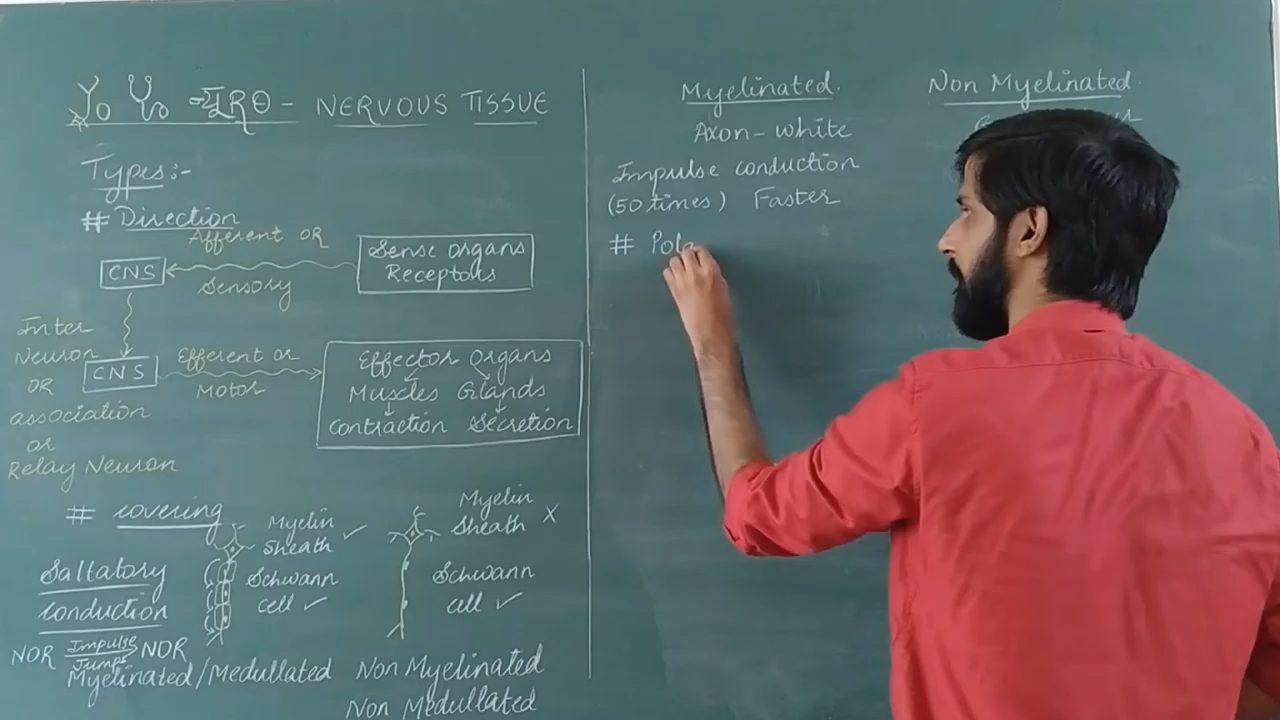 NERVOUS TISSUE
Types:-
# Direction
Afferent OR
Sensory
CNS
Sense organs
Receptors
Inter
Neuron
OR
association
or
Relay Neuron
CNS
Efferent or
Motor
Effector Organs
Muscles Glands
contraction Secretion
# covering
Myelin
Sheath ✓
Schwann
cell ✓
Myelin
Sheath X
Schwann
cell ✓
Saltatory
conduction
NOR Impulse Jumps NOR
Myelinated/Medullated
Non Myelinated
Non Medullated
Myelinated.
Axon-white
Impulse conduction
(50 times) Faster
# Pola
Non Myelinated.